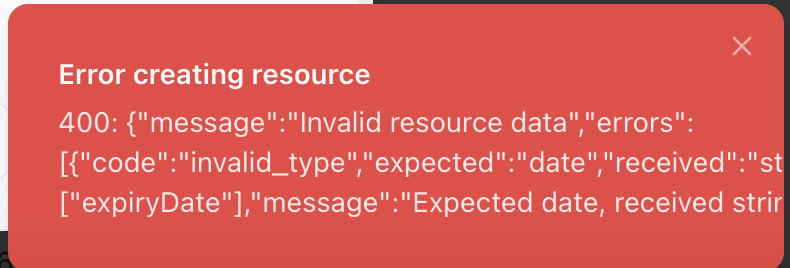 Error creating resource
400: {"message":"Invalid resource data","errors":
[{"code":"invalid_type","expected":"date","received":"st
["expiryDate"],"message":"Expected date, received strin